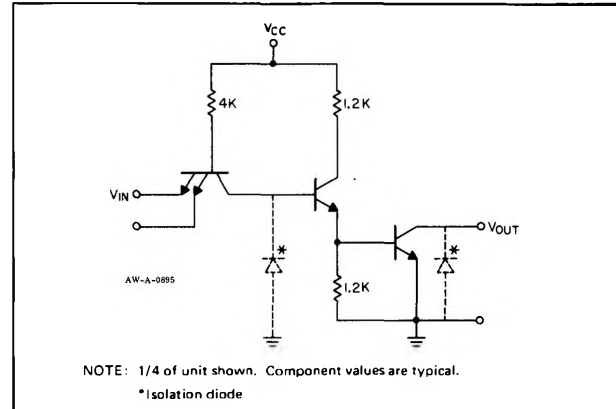 VCC
4K
1.2K
VIN
VOUT
*
*
AW-A-0895
1.2K
NOTE: 1/4 of unit shown. Component values are typical.
*Isolation diode